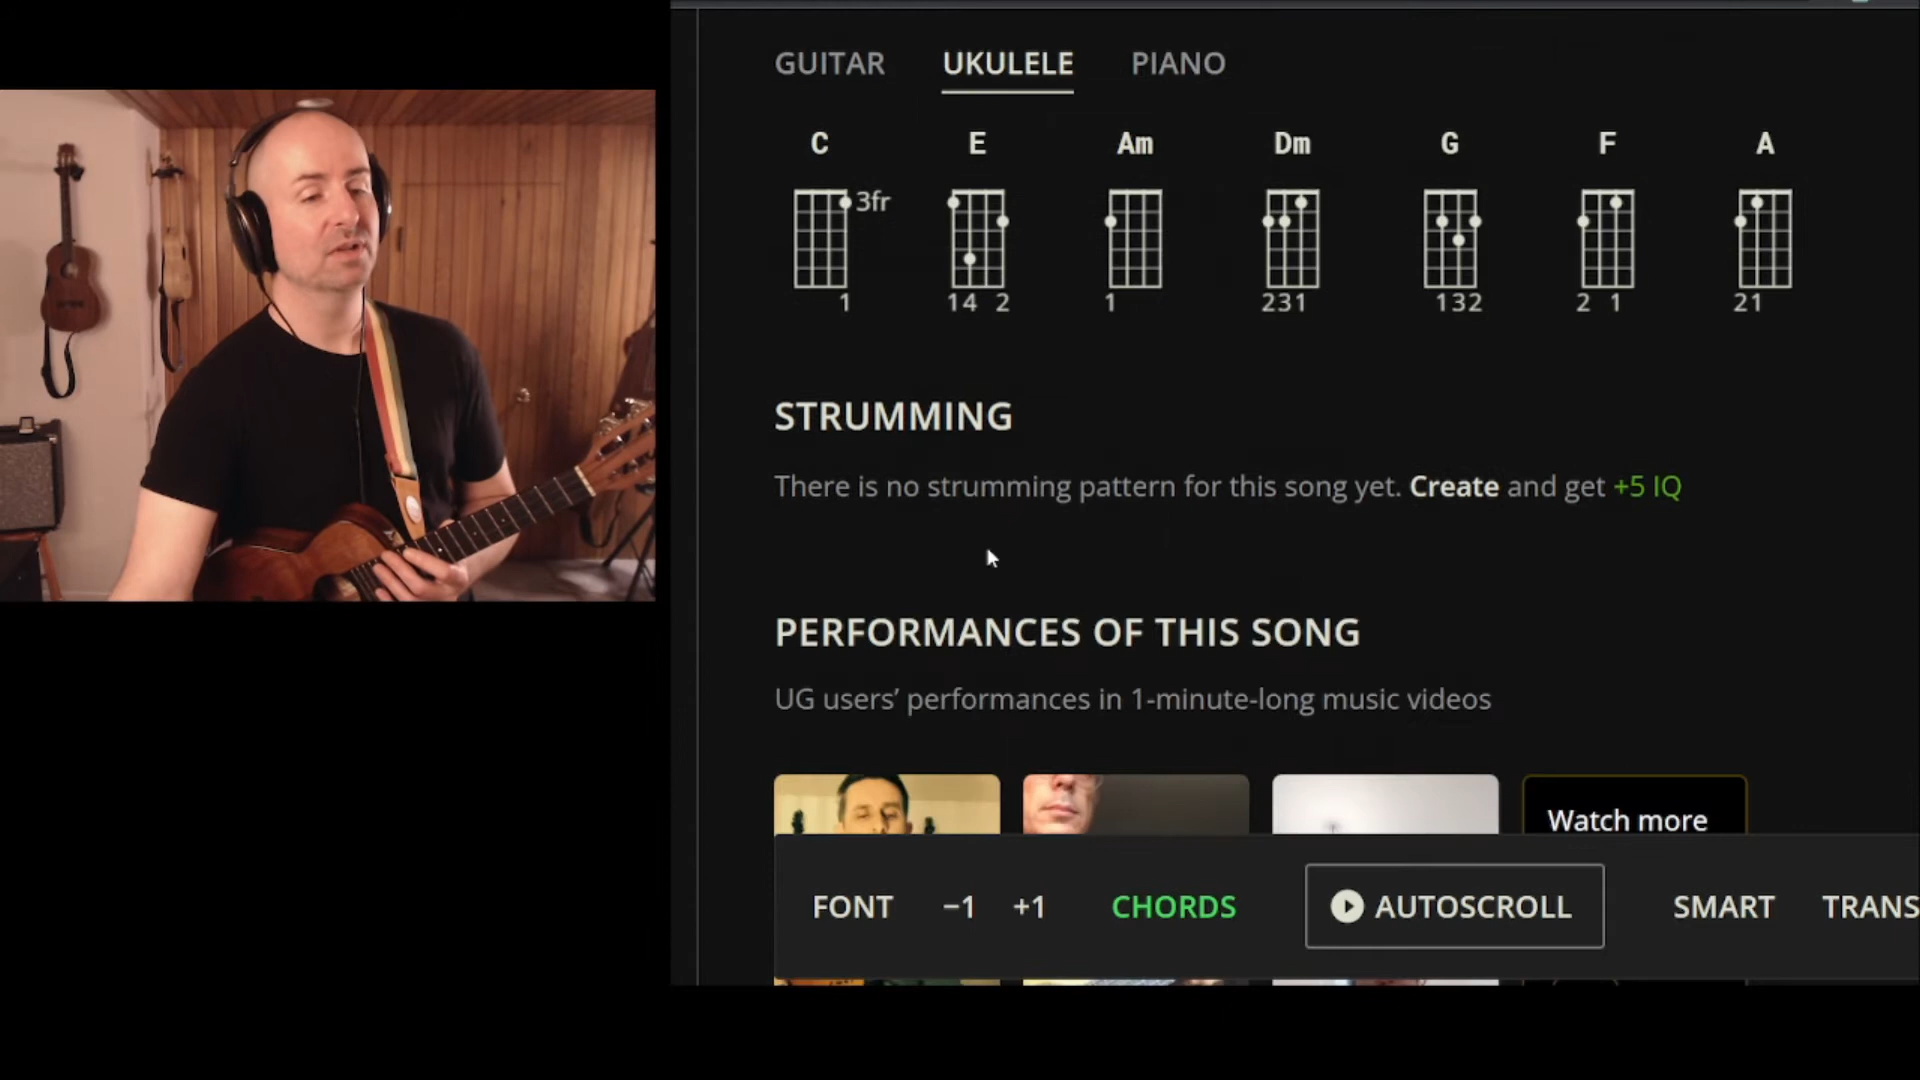 GUITAR UKULELE PIANO
C E Am Dm G F A
3fr
1 14 2 1 231 132 2 1 21
STRUMMING
There is no strumming pattern for this song yet. Create and get +5 IQ
PERFORMANCES OF THIS SONG
UG users’ performances in 1-minute-long music videos
Watch more
FONT −1 +1 CHORDS AUTOSCROLL SMART TRANS